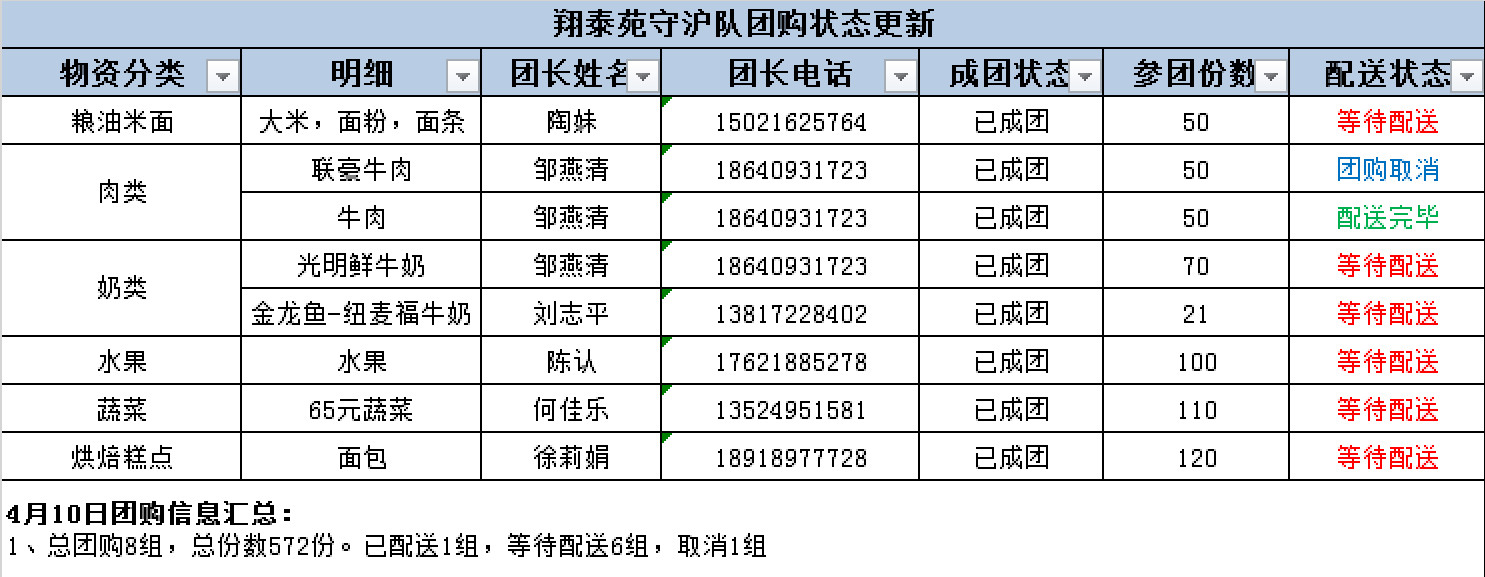 翔泰苑守沪队团购状态更新
物资分类 明细 团长姓名 团长电话 成团状态 参团份数 配送状态
粮油米面 大米，面粉，面条 陶妹 15021625764 已成团 50 等待配送
肉类 联豪牛肉 邹燕清 18640931723 已成团 50 团购取消
牛肉 邹燕清 18640931723 已成团 50 配送完毕
奶类 光明鲜牛奶 邹燕清 18640931723 已成团 70 等待配送
金龙鱼-纽麦福牛奶 刘志平 13817228402 已成团 21 等待配送
水果 水果 陈认 17621885278 已成团 100 等待配送
蔬菜 65元蔬菜 何佳乐 13524951581 已成团 110 等待配送
烘焙糕点 面包 徐莉娟 18918977728 已成团 120 等待配送
4月10日团购信息汇总：
1、总团购8组，总份数572份。已配送1组，等待配送6组，取消1组